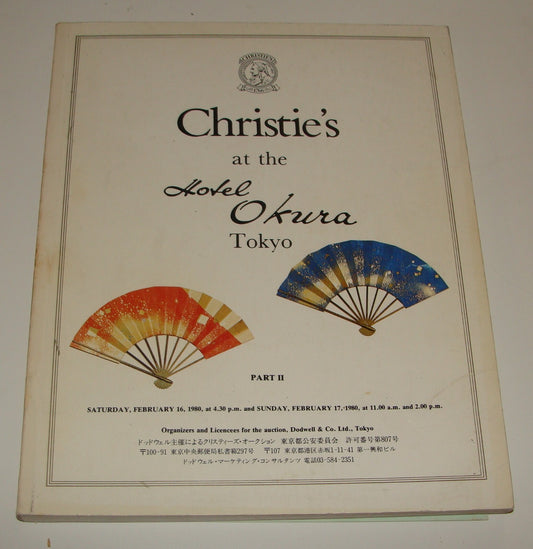 CHRISTIE'S
Christie's
at the
Hotel
Okura
Tokyo
PART II
SATURDAY, FEBRUARY 16, 1980, at 4.30 p.m. and SUNDAY, FEBRUARY 17, 1980, at 11.00 a.m. and 2.00 p.m.
Organizers and Licencees for the auction, Dodwell & Co. Ltd., Tokyo
ドッドウェル主催によるクリスティーズ・オークション 東京都公安委員会 許可番号第807号
〒100-91 東京中央郵便局私書箱297号 〒107 東京都港区赤坂1-11-41 第一興和ビル
ドッドウェル・マーケティング・コンサルタンツ 電話03-584-2351